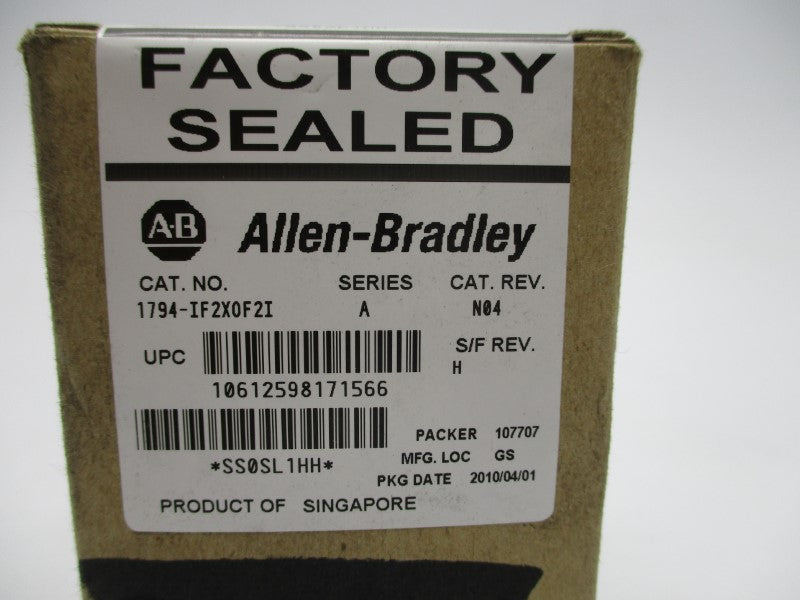 FACTORY
SEALED
A-B Allen-Bradley
CAT. NO. SERIES CAT. REV.
1794-IF2XOF2I A N04
UPC S/F REV.
H
10612598171566
PACKER 107707
*SS0SL1HH* MFG. LOC GS
PKG DATE 2010/04/01
PRODUCT OF SINGAPORE